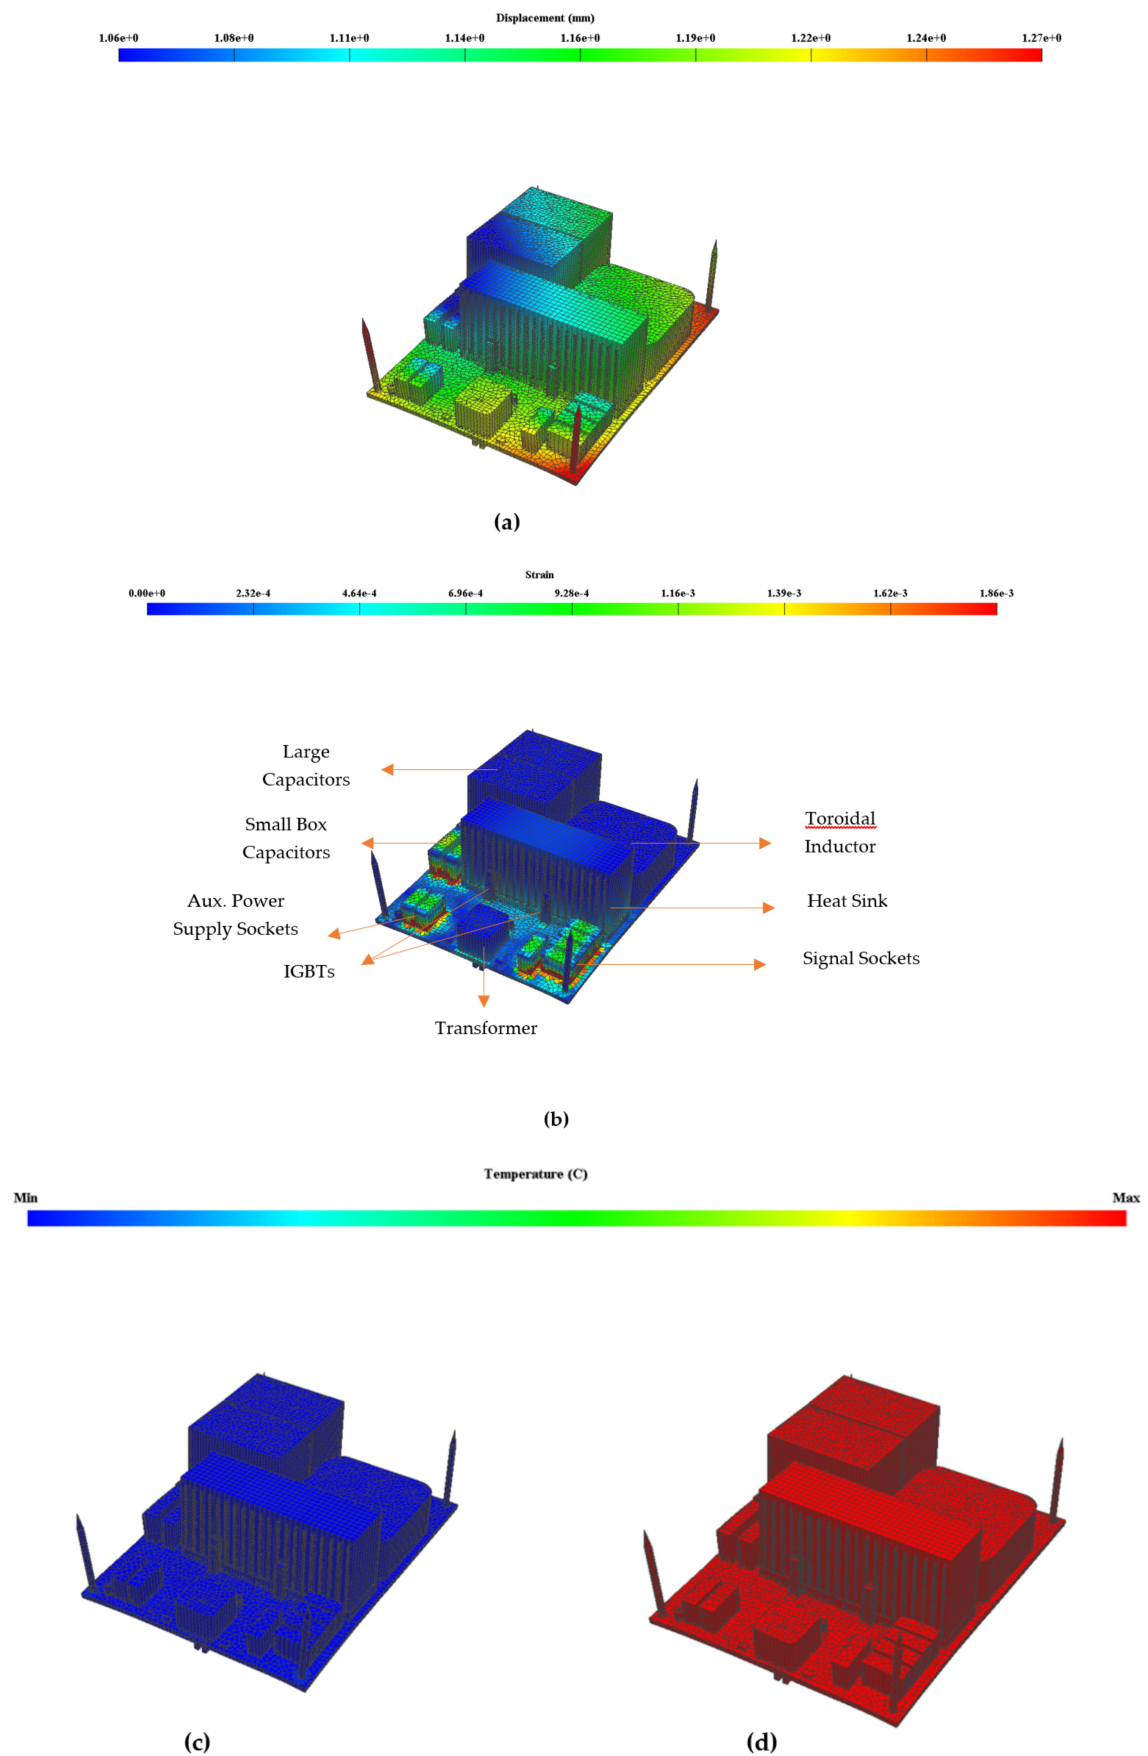 Displacement (mm)
1.06e+0 1.08e+0 1.11e+0 1.14e+0 1.16e+0 1.19e+0 1.22e+0 1.24e+0 1.27e+0
(a)
Strain
0.00e+0 2.32e-4 4.64e-4 6.96e-4 9.28e-4 1.16e-3 1.39e-3 1.62e-3 1.86e-3
Large
Capacitors
Small Box
Capacitors
Toroidal
Inductor
Aux. Power
Supply Sockets
Heat Sink
IGBTs
Signal Sockets
Transformer
(b)
Temperature (C)
Min Max
(c) (d)